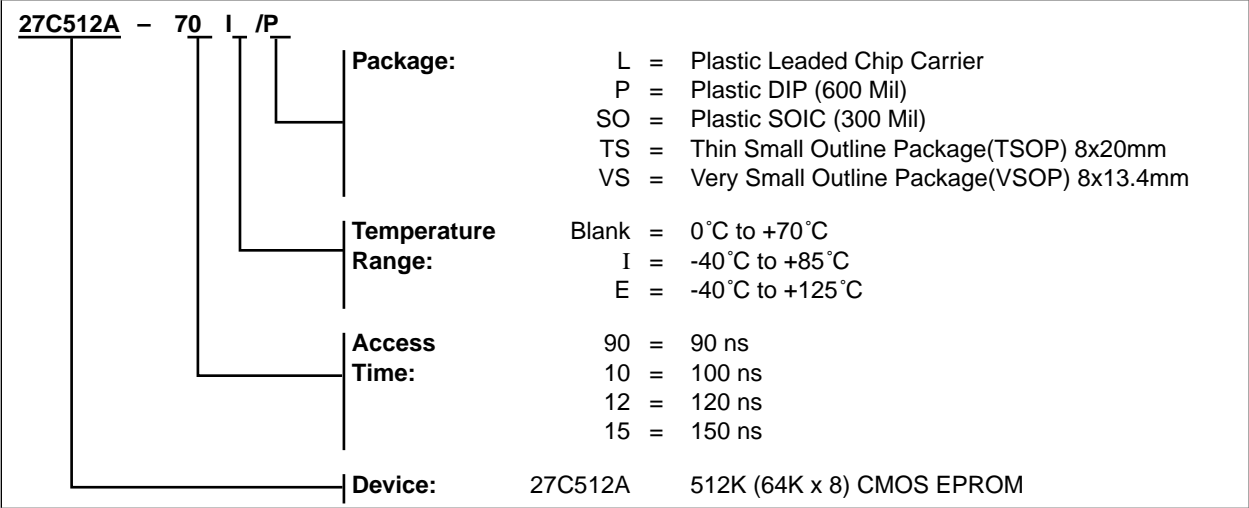 27C512A – 70 I /P
Package: L = Plastic Leaded Chip Carrier
P = Plastic DIP (600 Mil)
SO = Plastic SOIC (300 Mil)
TS = Thin Small Outline Package(TSOP) 8x20mm
VS = Very Small Outline Package(VSOP) 8x13.4mm
Temperature Blank = 0˚C to +70˚C
Range: I = -40˚C to +85˚C
E = -40˚C to +125˚C
Access 90 = 90 ns
Time: 10 = 100 ns
12 = 120 ns
15 = 150 ns
Device: 27C512A 512K (64K x 8) CMOS EPROM